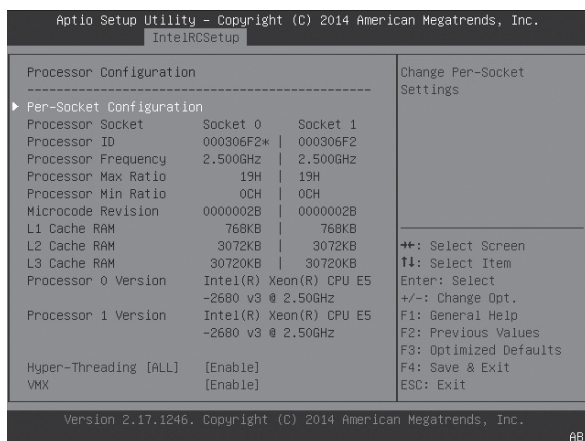 Aptio Setup Utility – Copyright (C) 2014 American Megatrends, Inc.
IntelRCSetup
Processor Configuration
--------------------------------------------------
Per-Socket Configuration
Processor Socket Socket 0 Socket 1
Processor ID 000306F2* | 000306F2
Processor Frequency 2.500GHz | 2.500GHz
Processor Max Ratio 19H | 19H
Processor Min Ratio 0CH | 0CH
Microcode Revision 0000002B | 0000002B
L1 Cache RAM 768KB | 768KB
L2 Cache RAM 3072KB | 3072KB
L3 Cache RAM 30720KB | 30720KB
Processor 0 Version Intel(R) Xeon(R) CPU E5
-2680 v3 @ 2.50GHz
Processor 1 Version Intel(R) Xeon(R) CPU E5
-2680 v3 @ 2.50GHz
Hyper-Threading [ALL] [Enable]
VMX [Enable]
Change Per-Socket
Settings
→←: Select Screen
↑↓: Select Item
Enter: Select
+/-: Change Opt.
F1: General Help
F2: Previous Values
F3: Optimized Defaults
F4: Save & Exit
ESC: Exit
Version 2.17.1246. Copyright (C) 2014 American Megatrends, Inc.
AB